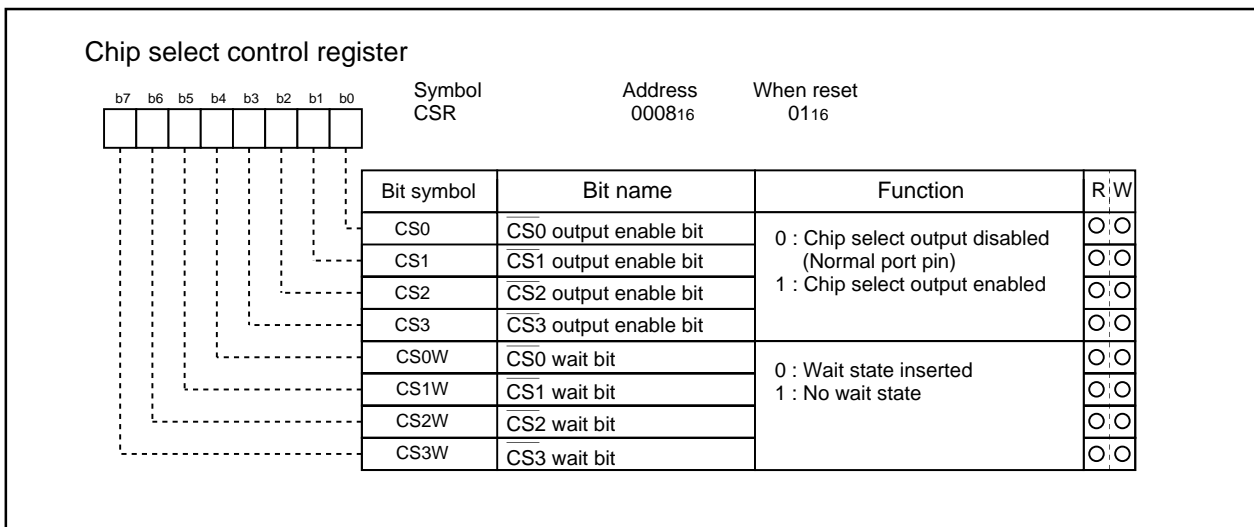 Chip select control register
b7 b6 b5 b4 b3 b2 b1 b0
Symbol Address When reset
CSR 000816 0116
Bit symbol Bit name Function R W
CS0 CS0 output enable bit
0 : Chip select output disabled
(Normal port pin)
1 : Chip select output enabled
CS1 CS1 output enable bit
CS2 CS2 output enable bit
CS3 CS3 output enable bit
CS0W CS0 wait bit
0 : Wait state inserted
1 : No wait state
CS1W CS1 wait bit
CS2W CS2 wait bit
CS3W CS3 wait bit